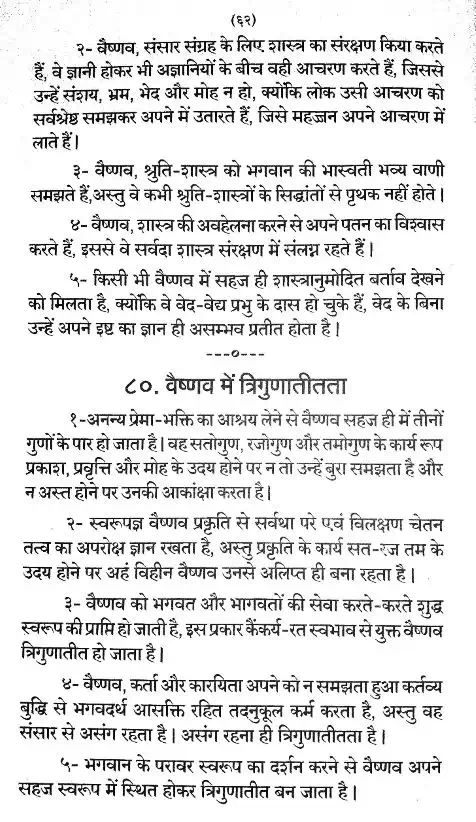 (६२)
२- वैष्णव, संसार संग्रह के लिए शास्त्र का संरक्षण किया करते
हैं, वे ज्ञानी होकर भी अज्ञानियों के बीच वही आचरण करते हैं, जिससे
उन्हें संशय, भ्रम, भेद और मोह न हो, क्योंकि लोक उसी आचरण को
सर्वश्रेष्ठ समझकर अपने में उतारते हैं, जिसे महज्जन अपने आचरण में
लाते हैं।
३- वैष्णव, श्रुति-शास्त्र को भगवान की भास्वती भव्य वाणी
समझते हैं,अस्तु वे कभी श्रुति-शास्त्रों के सिद्धांतों से पृथक नहीं होते।
४- वैष्णव, शास्त्र की अवहेलना करने से अपने पतन का विश्वास
करते हैं, इससे वे सर्वदा शास्त्र संरक्षण में संलग्न रहते हैं।
५- किसी भी वैष्णव में सहज ही शास्त्रानुमोदित बर्ताव देखने
को मिलता है, क्योंकि वे वेद-वेद्य प्रभु के दास हो चुके हैं, वेद के बिना
उन्हें अपने इष्ट का ज्ञान ही असम्भव प्रतीत होता है।
---०---
८०. वैष्णव में त्रिगुणातीतता
१-अनन्य प्रेमा-भक्ति का आश्रय लेने से वैष्णव सहज ही में तीनों
गुणों के पार हो जाता है। वह सतोगुण, रजोगुण और तमोगुण के कार्य रूप
प्रकाश, प्रवृत्ति और मोह के उदय होने पर न तो उन्हें बुरा समझता है और
न अस्त होने पर उनकी आकांक्षा करता है।
२- स्वरूपज्ञ वैष्णव प्रकृति से सर्वथा परे एवं विलक्षण चेतन
तत्व का अपरोक्ष ज्ञान रखता है, अस्तु प्रकृति के कार्य सत-रज तम के
उदय होने पर अहं विहीन वैष्णव उनसे अलिप्त ही बना रहता है।
३- वैष्णव को भगवत और भागवतों की सेवा करते-करते शुद्ध
स्वरूप की प्राप्ति हो जाती है, इस प्रकार कैंकर्य-रत स्वभाव से युक्त वैष्णव
त्रिगुणातीत हो जाता है।
४- वैष्णव, कर्ता और कारयिता अपने को न समझता हुआ कर्तव्य
बुद्धि से भगवदर्थ आसक्ति रहित तदनुकूल कर्म करता है, अस्तु वह
संसार से असंग रहता है। असंग रहना ही त्रिगुणातीतता है।
५- भगवान के परावर स्वरूप का दर्शन करने से वैष्णव अपने
सहज स्वरूप में स्थित होकर त्रिगुणातीत बन जाता है।